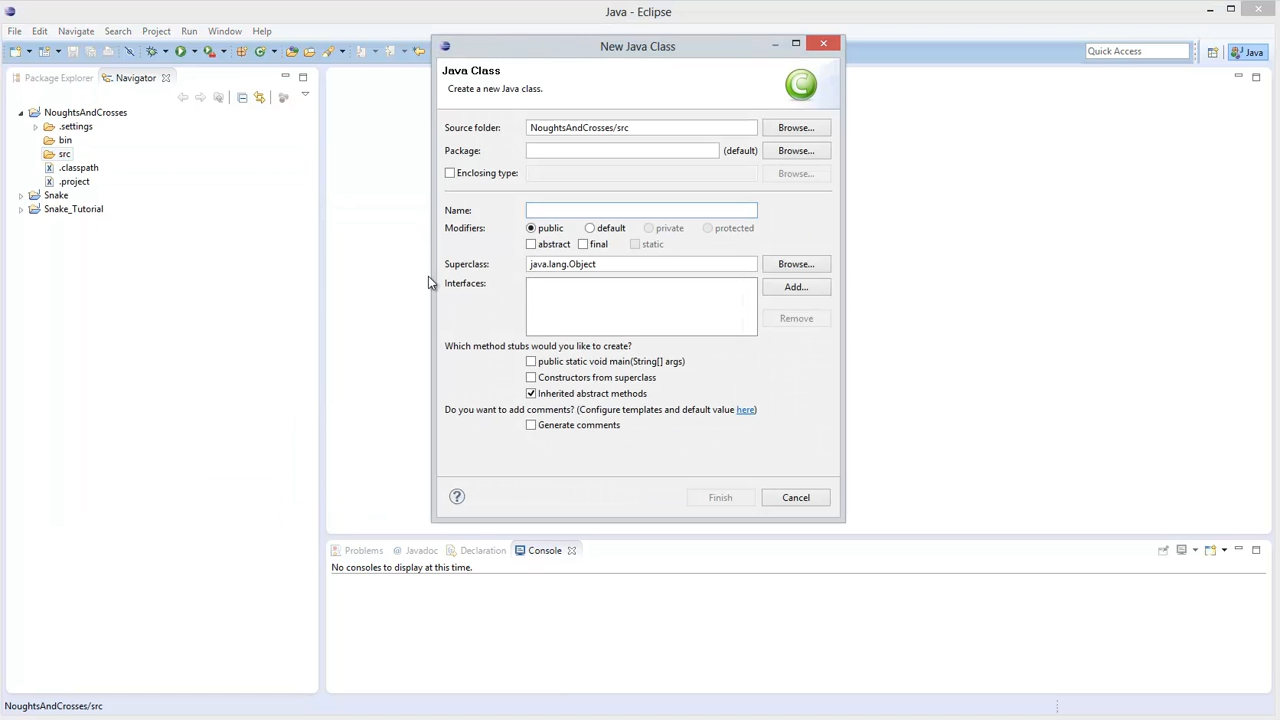 Java - Eclipse
File Edit Navigate Search Project Run Window Help
Quick Access
Java
Package Explorer Navigator
NoughtsAndCrosses
.settings
bin
src
.classpath
.project
Snake
Snake_Tutorial
New Java Class
Java Class
Create a new Java class.
C
Source folder: NoughtsAndCrosses/src Browse...
Package: (default) Browse...
Enclosing type: Browse...
Name:
Modifiers: public default private protected
abstract final static
Superclass: java.lang.Object Browse...
Interfaces: Add...
Remove
Which method stubs would you like to create?
public static void main(String[] args)
Constructors from superclass
Inherited abstract methods
Do you want to add comments? (Configure templates and default value here)
Generate comments
? Finish Cancel
Problems @ Javadoc Declaration Console
No consoles to display at this time.
NoughtsAndCrosses/src